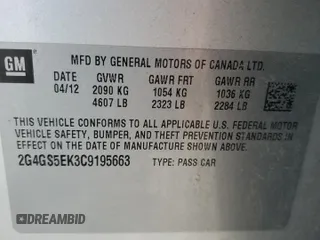 GM
MFD BY GENERAL MOTORS OF CANADA LTD.
04/12 GVWR GAWR FRT GAWR RR
2090 KG 1054 KG 1036 KG
4607 LB 2323 LB 2284 LB
THIS VEHICLE CONFORMS TO ALL APPLICABLE U.S. FEDERAL MOTOR
VEHICLE SAFETY, BUMPER, AND THEFT PREVENTION STANDARDS
IN EFFECT ON THE DATE OF MANUFACTURE SHOWN ABOVE.
2G4GS5EK3C9195663 TYPE: PASS CAR
© DREAMBID